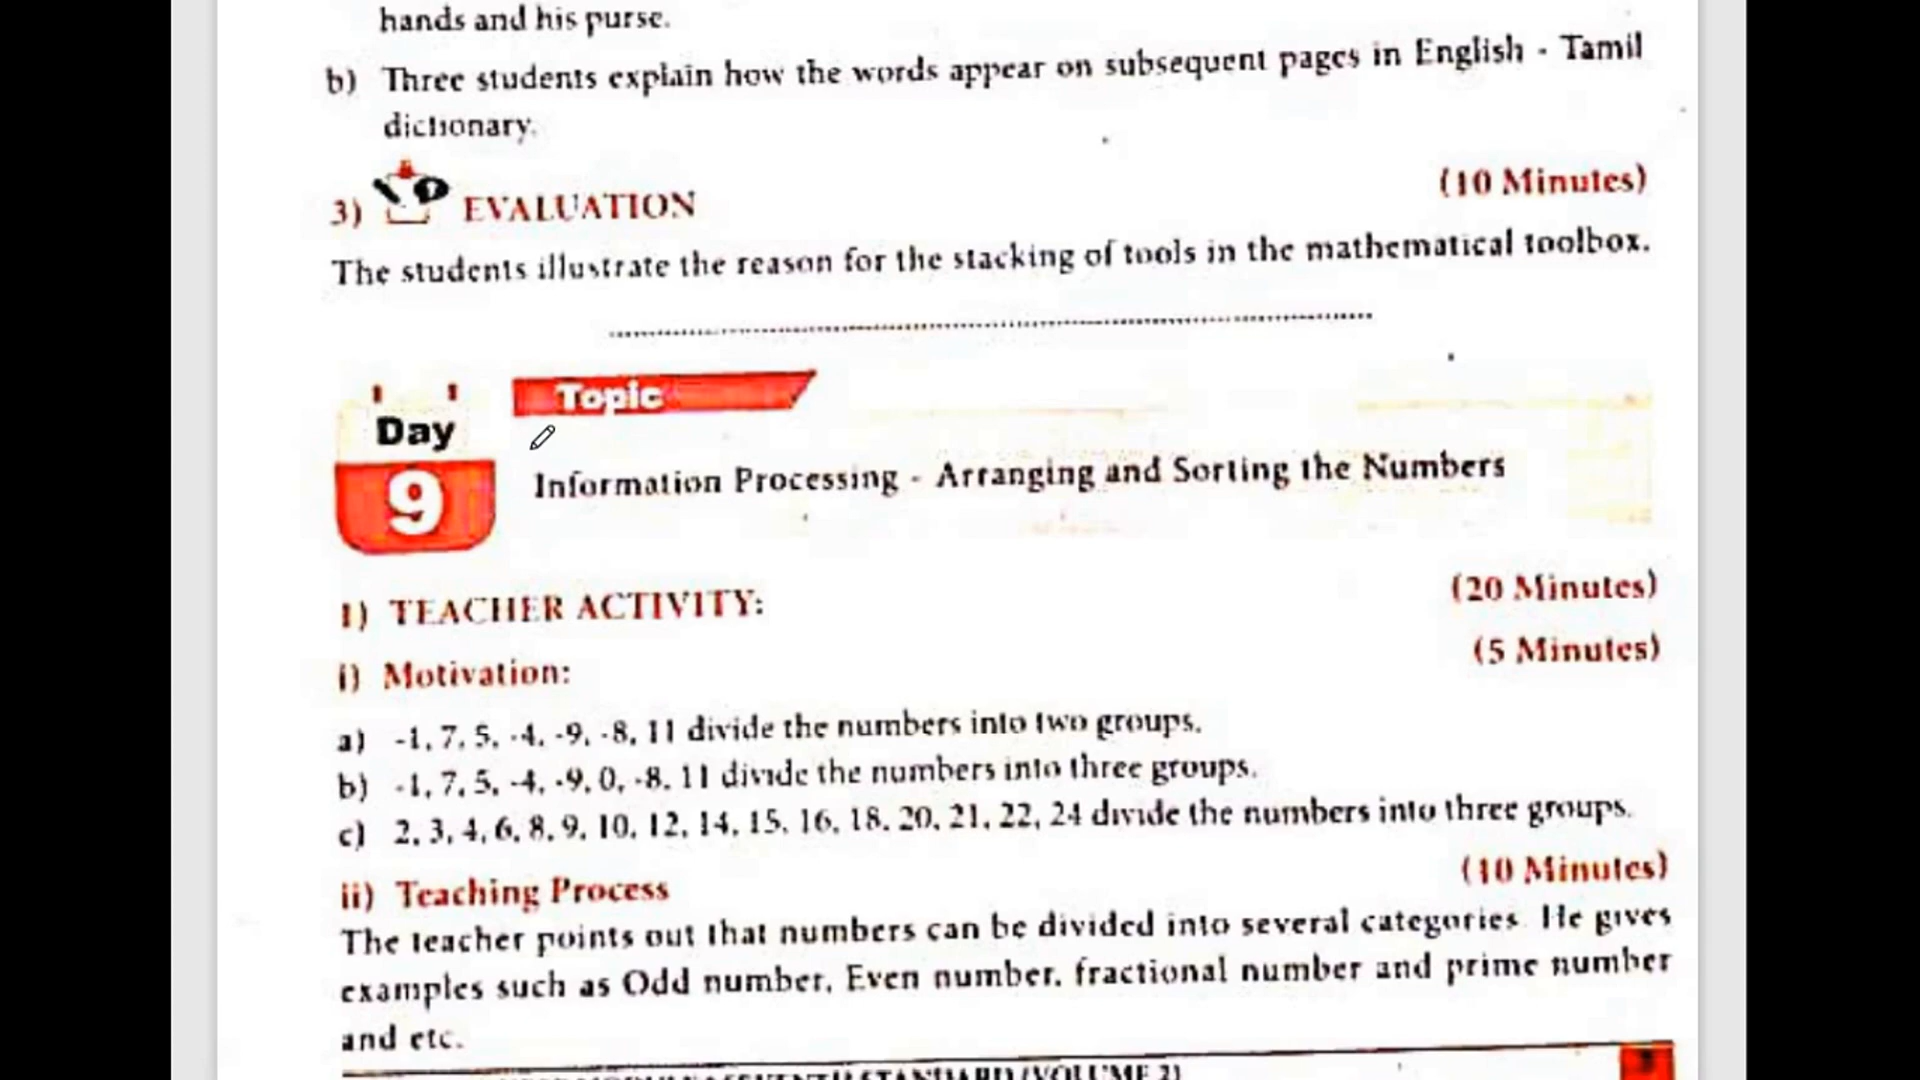 hands and his purse.
b) Three students explain how the words appear on subsequent pages in English - Tamil
dictionary.
3) EVALUATION (10 Minutes)
The students illustrate the reason for the stacking of tools in the mathematical toolbox.
Topic
Day
9
Information Processing - Arranging and Sorting the Numbers
1) TEACHER ACTIVITY: (20 Minutes)
i) Motivation: (5 Minutes)
a) -1, 7, 5, -4, -9, -8, 11 divide the numbers into two groups.
b) -1, 7, 5, -4, -9, 0, -8, 11 divide the numbers into three groups.
c) 2, 3, 4, 6, 8, 9, 10, 12, 14, 15, 16, 18, 20, 21, 22, 24 divide the numbers into three groups.
ii) Teaching Process (10 Minutes)
The teacher points out that numbers can be divided into several categories. He gives
examples such as Odd number, Even number, fractional number and prime number
and etc.
STANDARD (VOLUME 2)